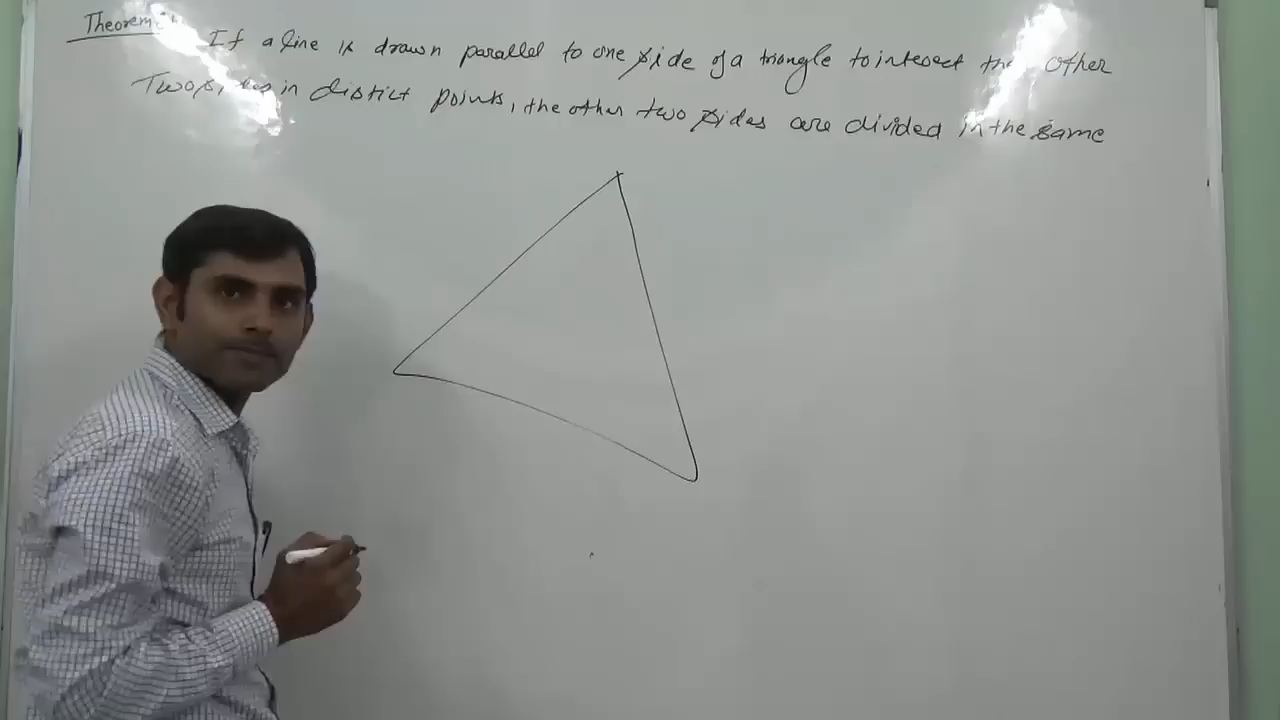 Theorem
If a line is drawn parallel to one side of a triangle to intesect the other
Two sides in distict points, the other two sides are divided in the same